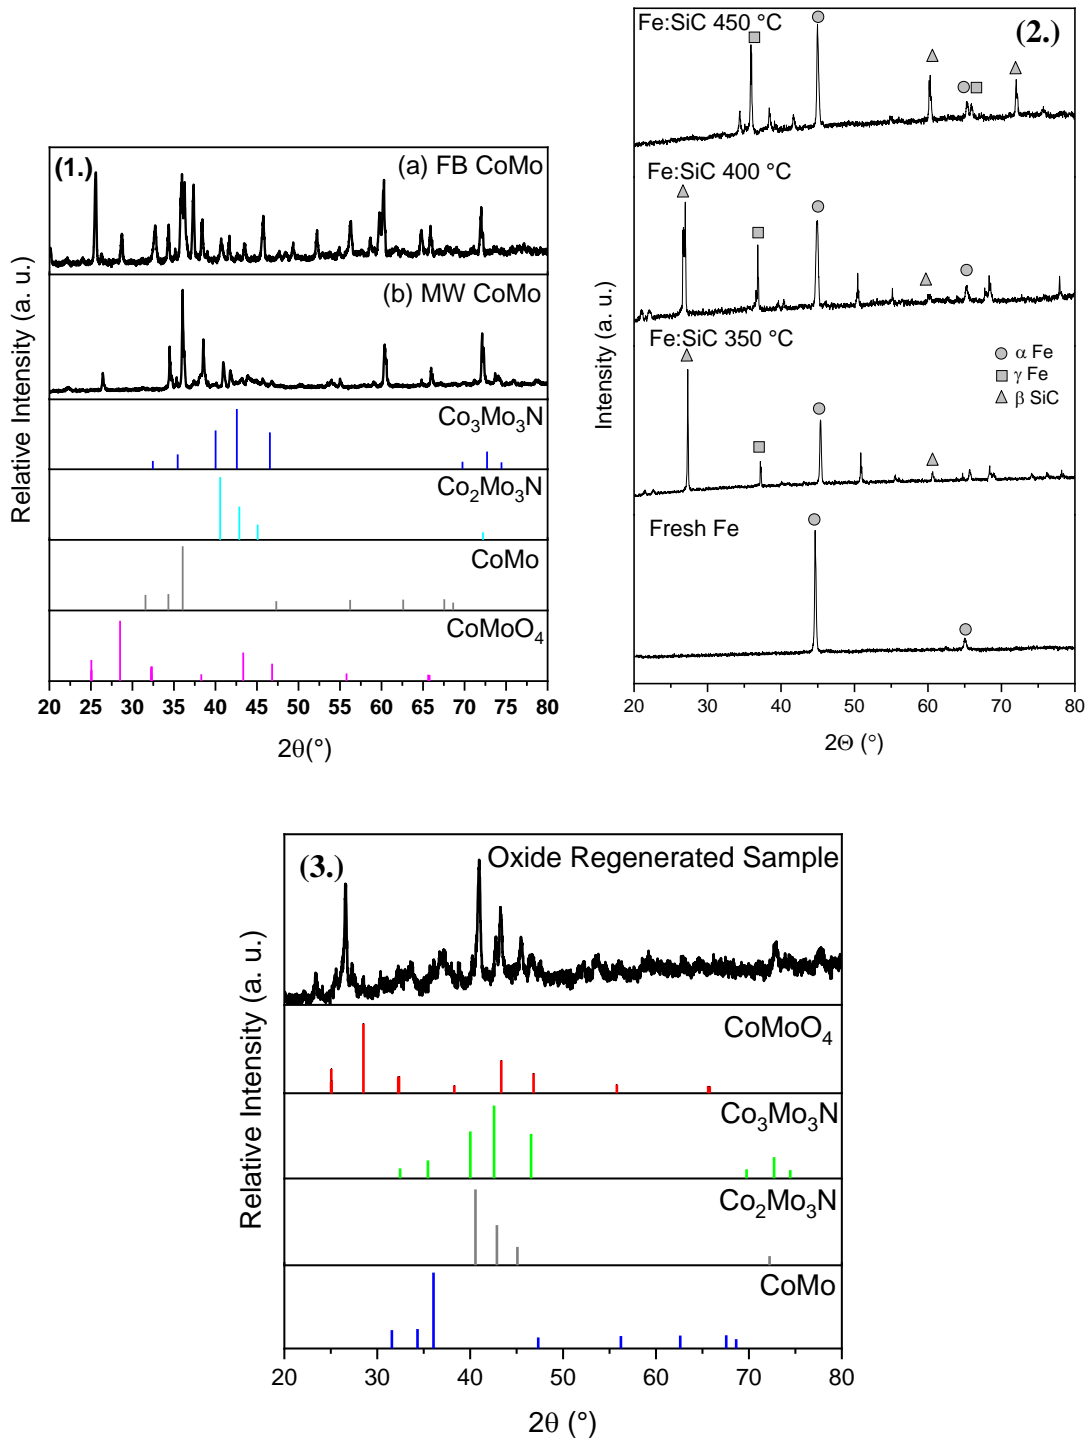 (1.)
(a) FB CoMo
(b) MW CoMo
Co₃Mo₃N
Co₂Mo₃N
CoMo
CoMoO₄
20 25 30 35 40 45 50 55 60 65 70 75 80
2θ(°)
Relative Intensity (a. u.)
(2.)
Fe:SiC 450 °C
Fe:SiC 400 °C
Fe:SiC 350 °C
α Fe
γ Fe
β SiC
Fresh Fe
20 30 40 50 60 70 80
2Θ (°)
Intensity (a. u.)
(3.)
Oxide Regenerated Sample
CoMoO₄
Co₃Mo₃N
Co₂Mo₃N
CoMo
20 30 40 50 60 70 80
2θ (°)
Relative Intensity (a. u.)